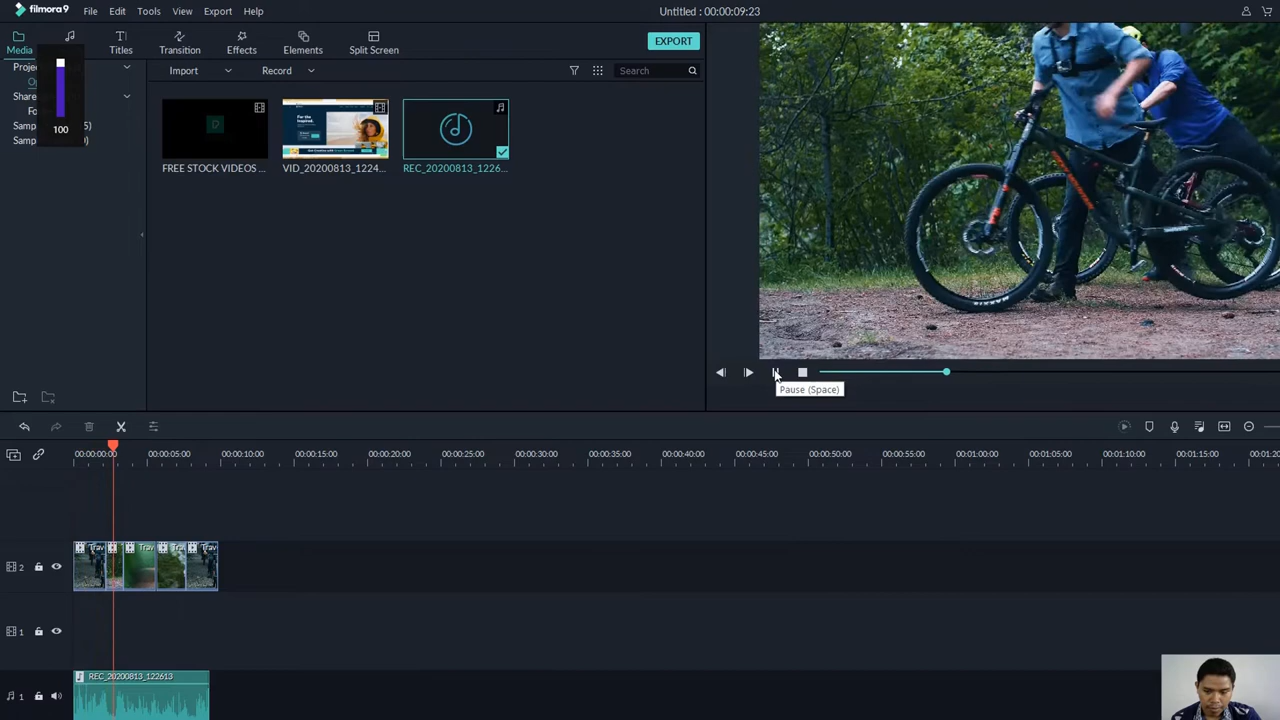 filmora 9
File Edit Tools View Export Help
Untitled : 00:00:09:23
Media
Titles
Transition
Effects
Elements
Split Screen
EXPORT
Import
Record
Search
100
FREE STOCK VIDEOS ...
VID_20200813_1224...
REC_20200813_1226...
Pause (Space)
00:00:00:00 00:00:05:00 00:00:10:00 00:00:15:00 00:00:20:00 00:00:25:00 00:00:30:00 00:00:35:00 00:00:40:00 00:00:45:00 00:00:50:00 00:00:55:00 00:01:00:00 00:01:05:00 00:01:10:00 00:01:15:00
Trav
Trav
2
1
REC_20200813_122613
1